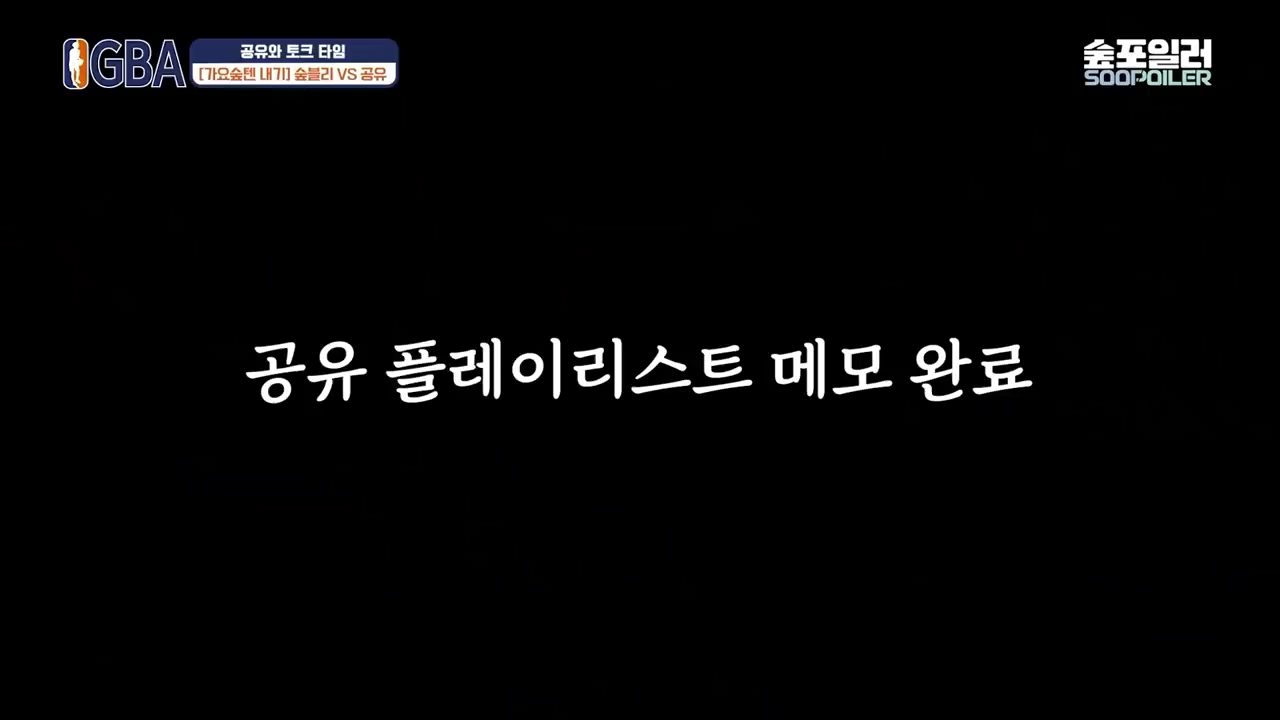 GBA
공유와 토크 타임
[가요숲텐 내기] 숲블리 VS 공유
숲포일러
SOOPOILER
공유 플레이리스트 메모 완료